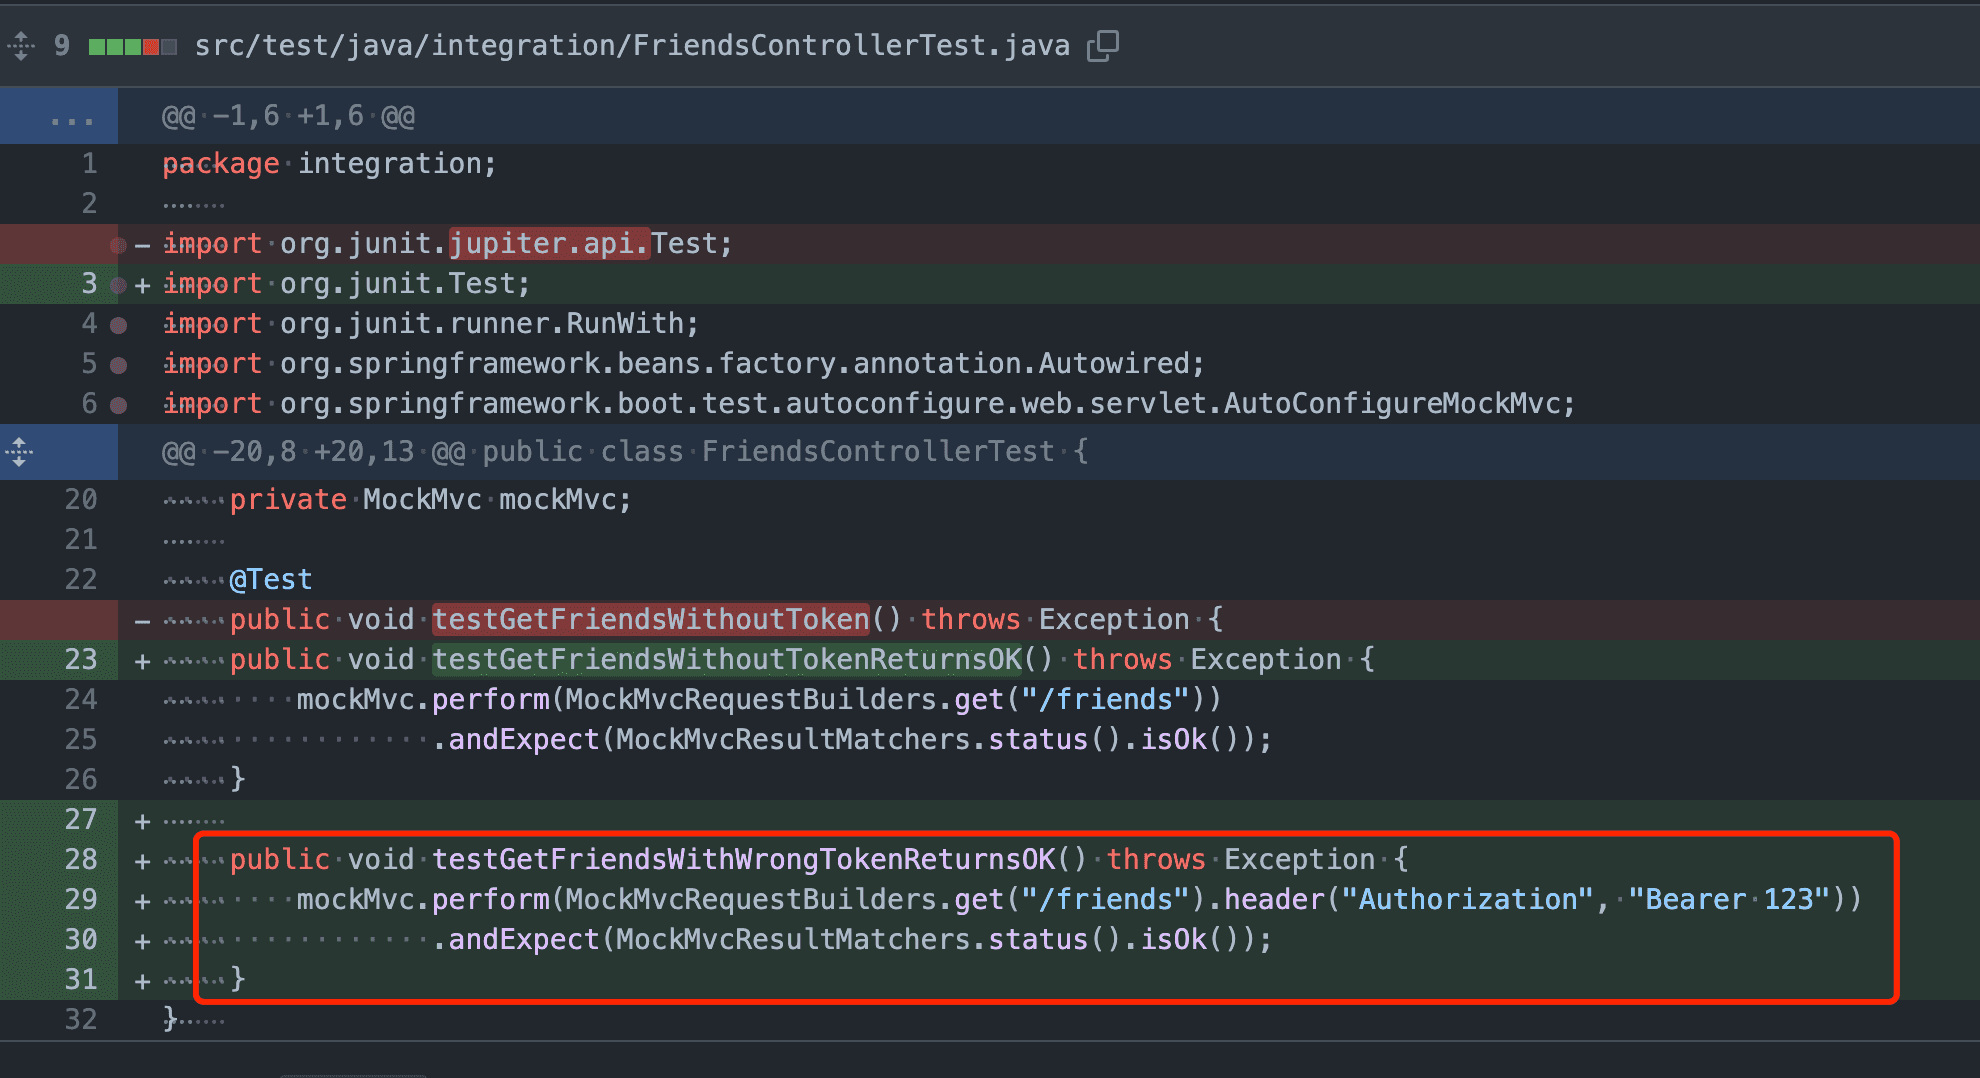 9 src/test/java/integration/FriendsControllerTest.java
... @@ -1,6 +1,6 @@
1 package integration;
2
- import org.junit.jupiter.api.Test;
3 + import org.junit.Test;
4 import org.junit.runner.RunWith;
5 import org.springframework.beans.factory.annotation.Autowired;
6 import org.springframework.boot.test.autoconfigure.web.servlet.AutoConfigureMockMvc;
@@ -20,8 +20,13 @@ public class FriendsControllerTest {
20 private MockMvc mockMvc;
21
22 @Test
- public void testGetFriendsWithoutToken() throws Exception {
23 + public void testGetFriendsWithoutTokenReturnsOK() throws Exception {
24 mockMvc.perform(MockMvcRequestBuilders.get("/friends"))
25 .andExpect(MockMvcResultMatchers.status().isOk());
26 }
27 +
28 + public void testGetFriendsWithWrongTokenReturnsOK() throws Exception {
29 + mockMvc.perform(MockMvcRequestBuilders.get("/friends").header("Authorization", "Bearer 123"))
30 + .andExpect(MockMvcResultMatchers.status().isOk());
31 + }
32 }